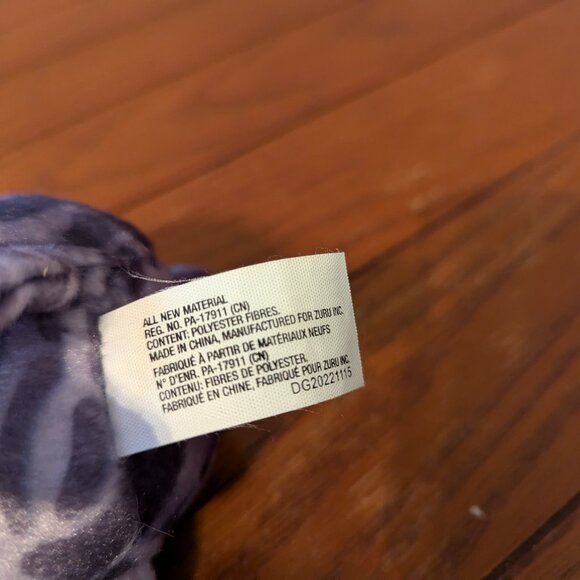 ALL NEW MATERIAL
REG. NO. PA-17911 (CN)
CONTENT: POLYESTER FIBRES.
MADE IN CHINA, MANUFACTURED FOR ZURU INC.
FABRIQUÉ À PARTIR DE MATÉRIAUX NEUFS
N° D'ENR. PA-17911 (CN)
CONTENU: FIBRES DE POLYESTER.
FABRIQUÉ EN CHINE, FABRIQUÉ POUR ZURU INC.
DG20221115